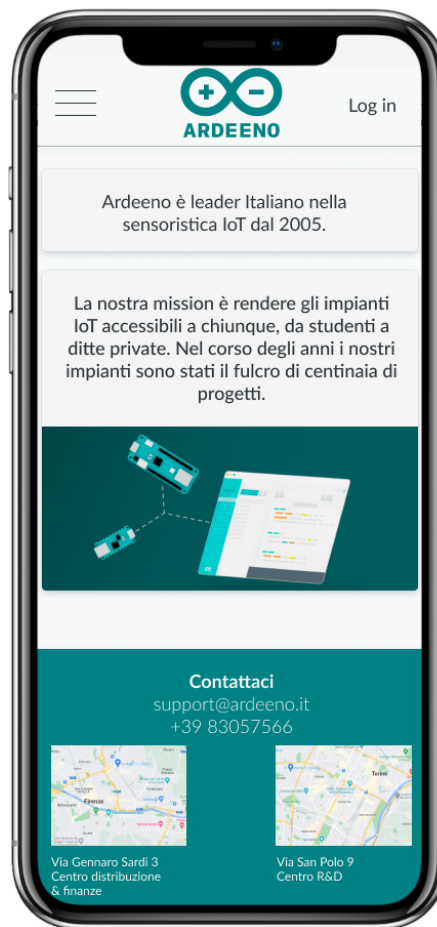 Log in
ARDEENO
Ardeeno è leader Italiano nella
sensoristica IoT dal 2005.
La nostra mission è rendere gli impianti
IoT accessibili a chiunque, da studenti a
ditte private. Nel corso degli anni i nostri
impianti sono stati il fulcro di centinaia di
progetti.
Contattaci
support@ardeeno.it
+39 83057566
Firenze
Torino
Via Gennaro Sardi 3
Centro distribuzione
& finanze
Via San Polo 9
Centro R&D